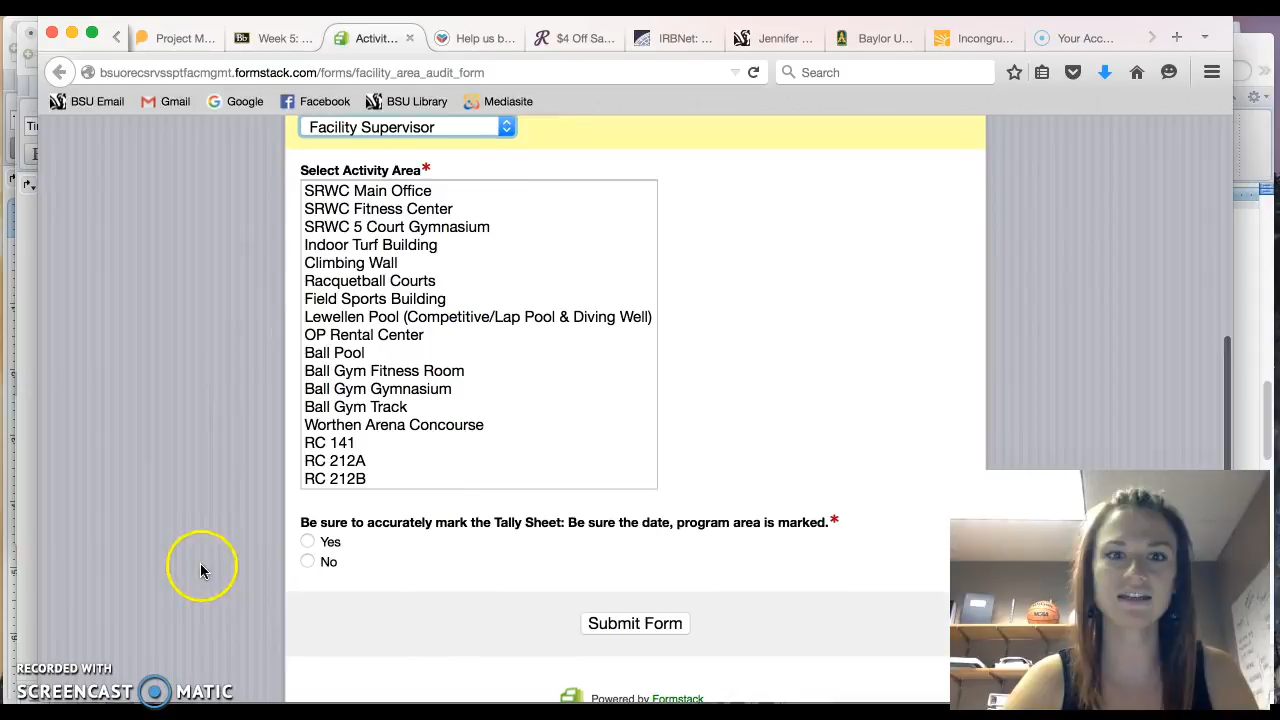 Project M...
Bb Week 5: ...
Activit...
Help us b...
$4 Off Sa...
IRBNet: ...
Jennifer ...
Baylor U...
Incongru...
Your Acc...
bsuorecsrvssptfacmgmt.formstack.com/forms/facility_area_audit_form
Search
BSU Email
Gmail
Google
Facebook
BSU Library
Mediasite
Facility Supervisor
Select Activity Area*
SRWC Main Office
SRWC Fitness Center
SRWC 5 Court Gymnasium
Indoor Turf Building
Climbing Wall
Racquetball Courts
Field Sports Building
Lewellen Pool (Competitive/Lap Pool & Diving Well)
OP Rental Center
Ball Pool
Ball Gym Fitness Room
Ball Gym Gymnasium
Ball Gym Track
Worthen Arena Concourse
RC 141
RC 212A
RC 212B
Be sure to accurately mark the Tally Sheet: Be sure the date, program area is marked.*
Yes
No
Submit Form
Powered by Formstack
RECORDED WITH
SCREENCAST MATIC